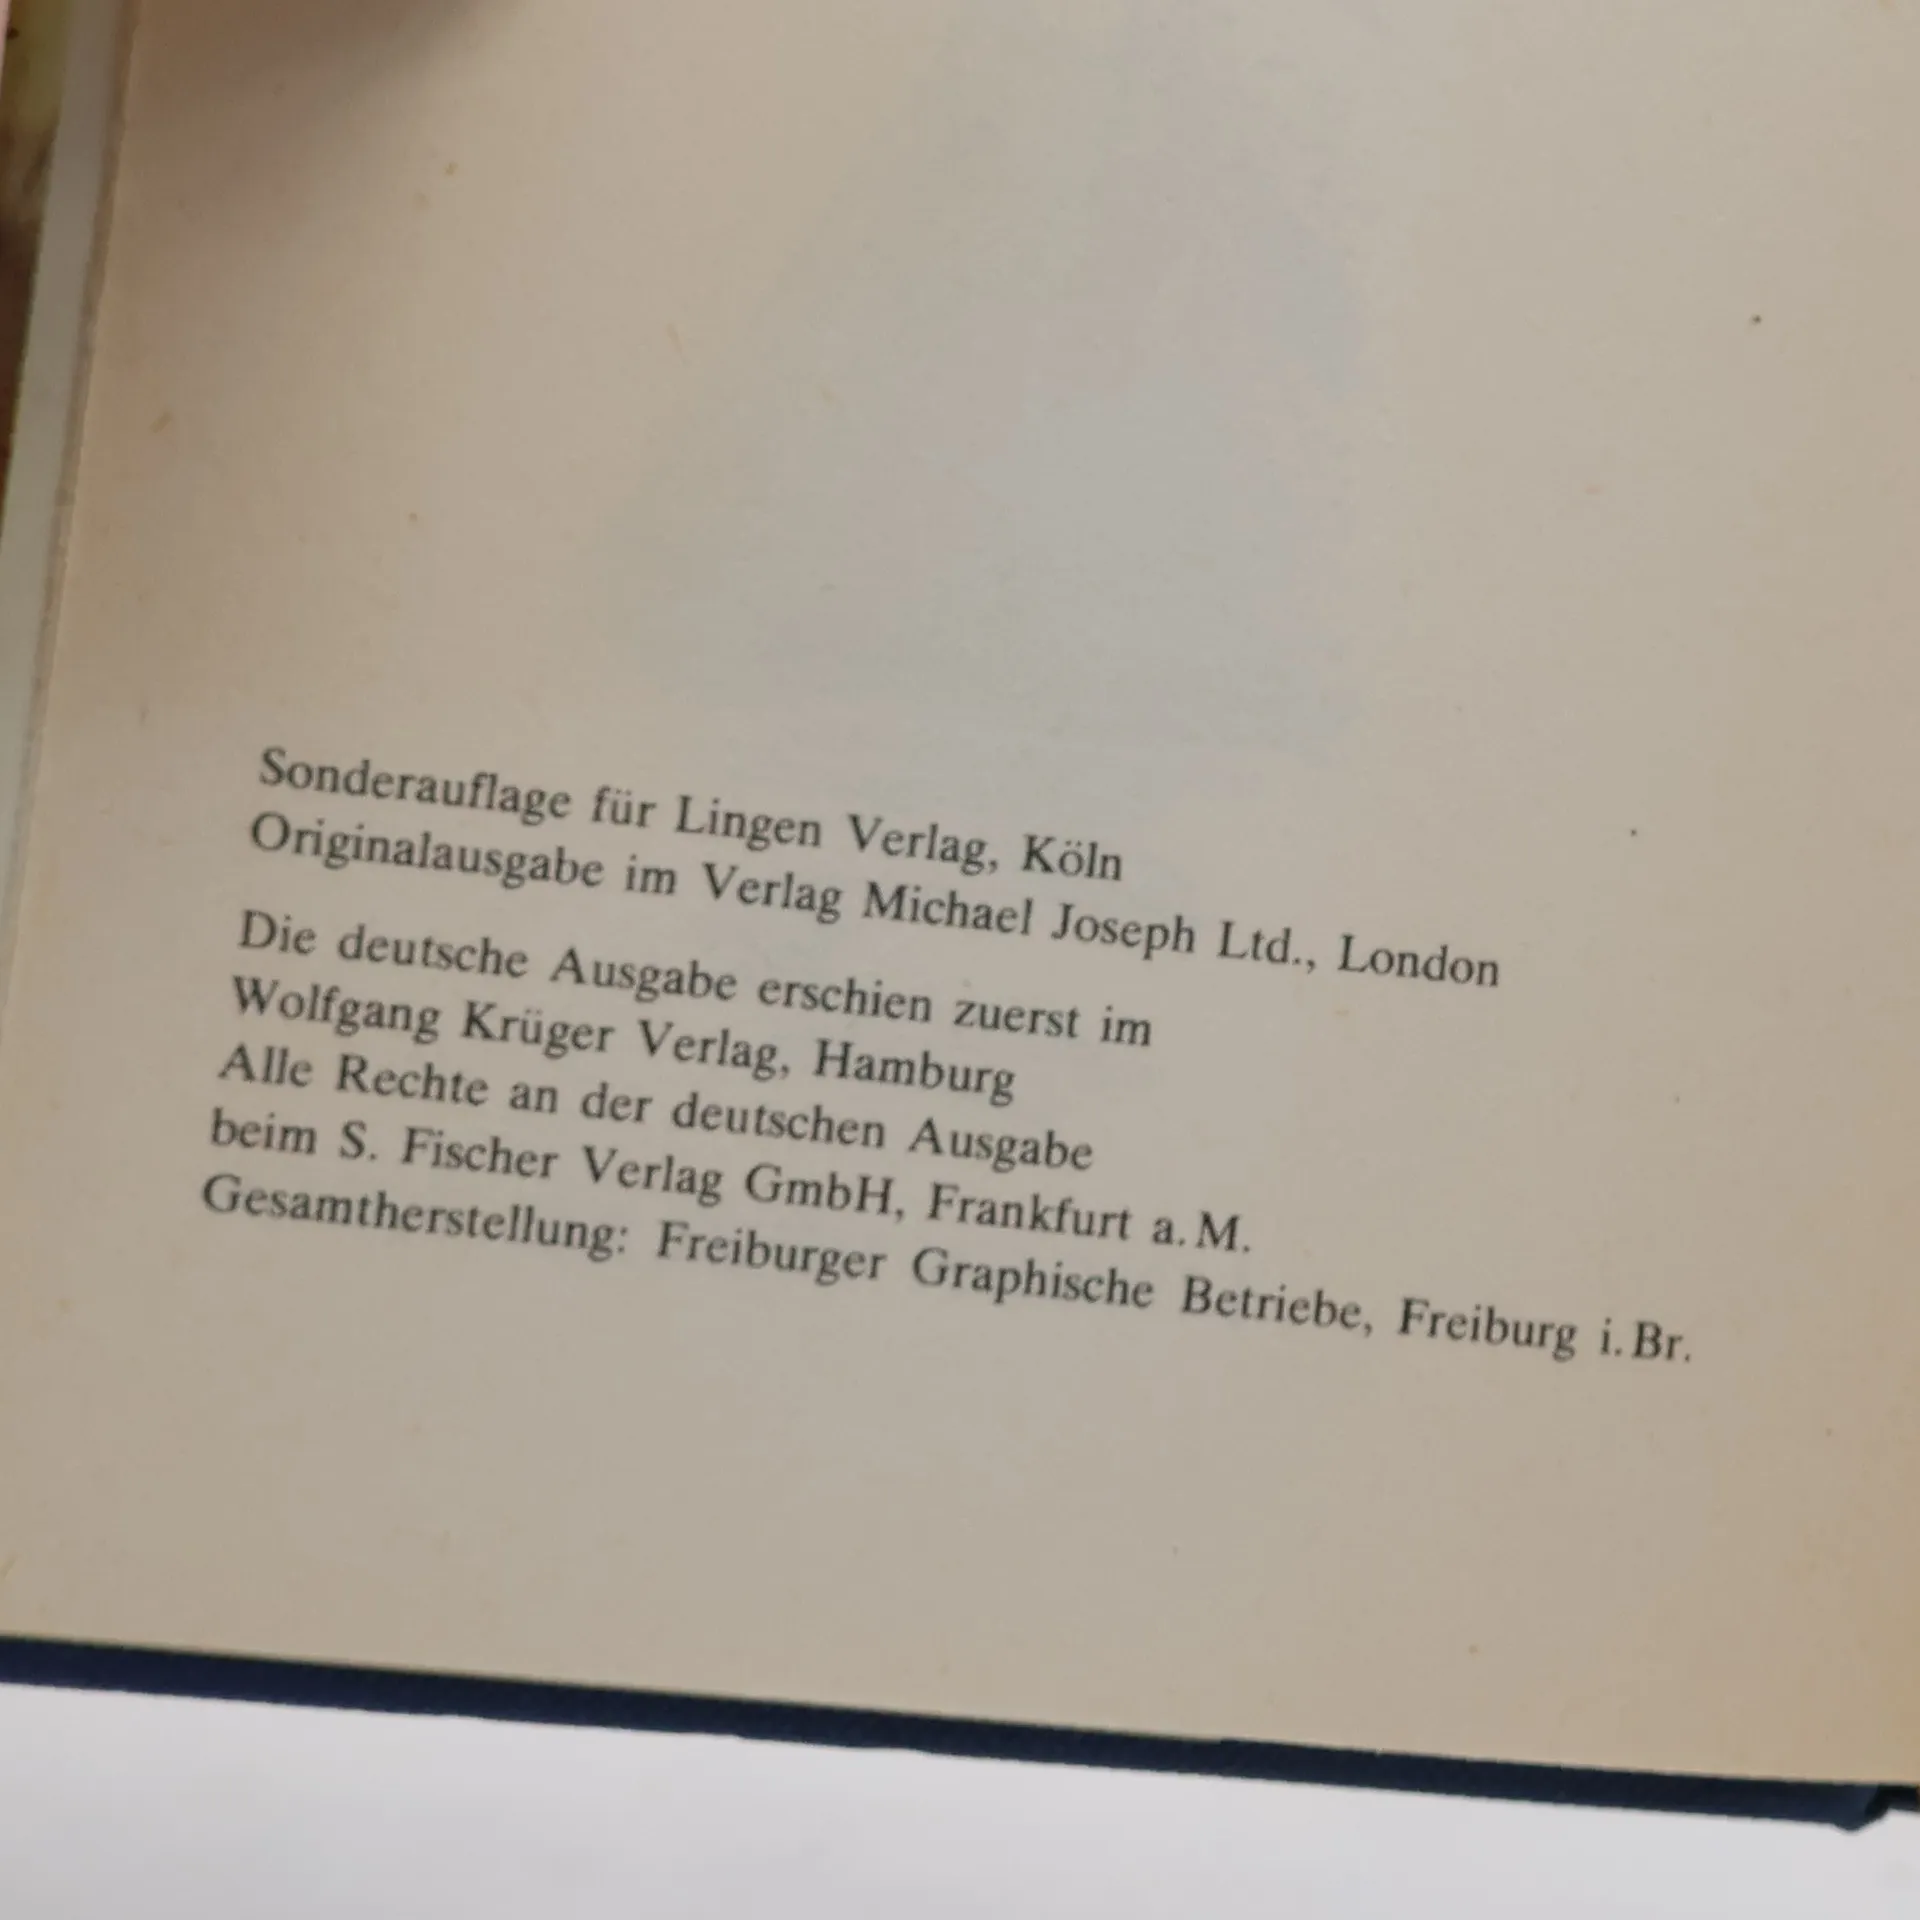 Sonderauflage für Lingen Verlag, Köln
Originalausgabe im Verlag Michael Joseph Ltd., London
Die deutsche Ausgabe erschien zuerst im
Wolfgang Krüger Verlag, Hamburg
Alle Rechte an der deutschen Ausgabe
beim S. Fischer Verlag GmbH, Frankfurt a. M.
Gesamtherstellung: Freiburger Graphische Betriebe, Freiburg i. Br.